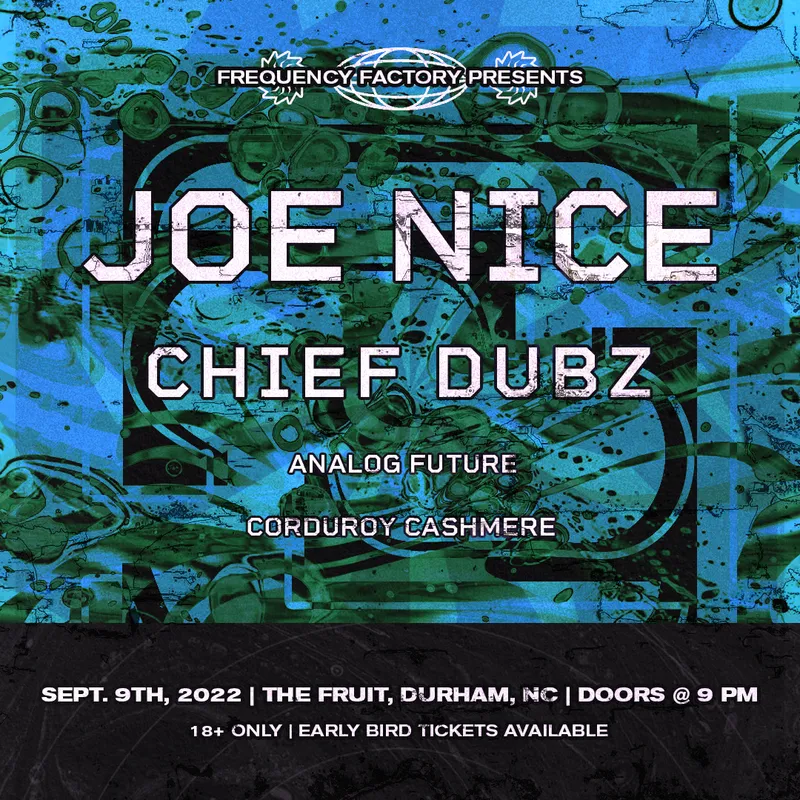 FREQUENCY FACTORY PRESENTS
JOE NICE
CHIEF DUBZ
ANALOG FUTURE
CORDUROY CASHMERE
SEPT. 9TH, 2022 | THE FRUIT, DURHAM, NC | DOORS @ 9 PM
18+ ONLY | EARLY BIRD TICKETS AVAILABLE